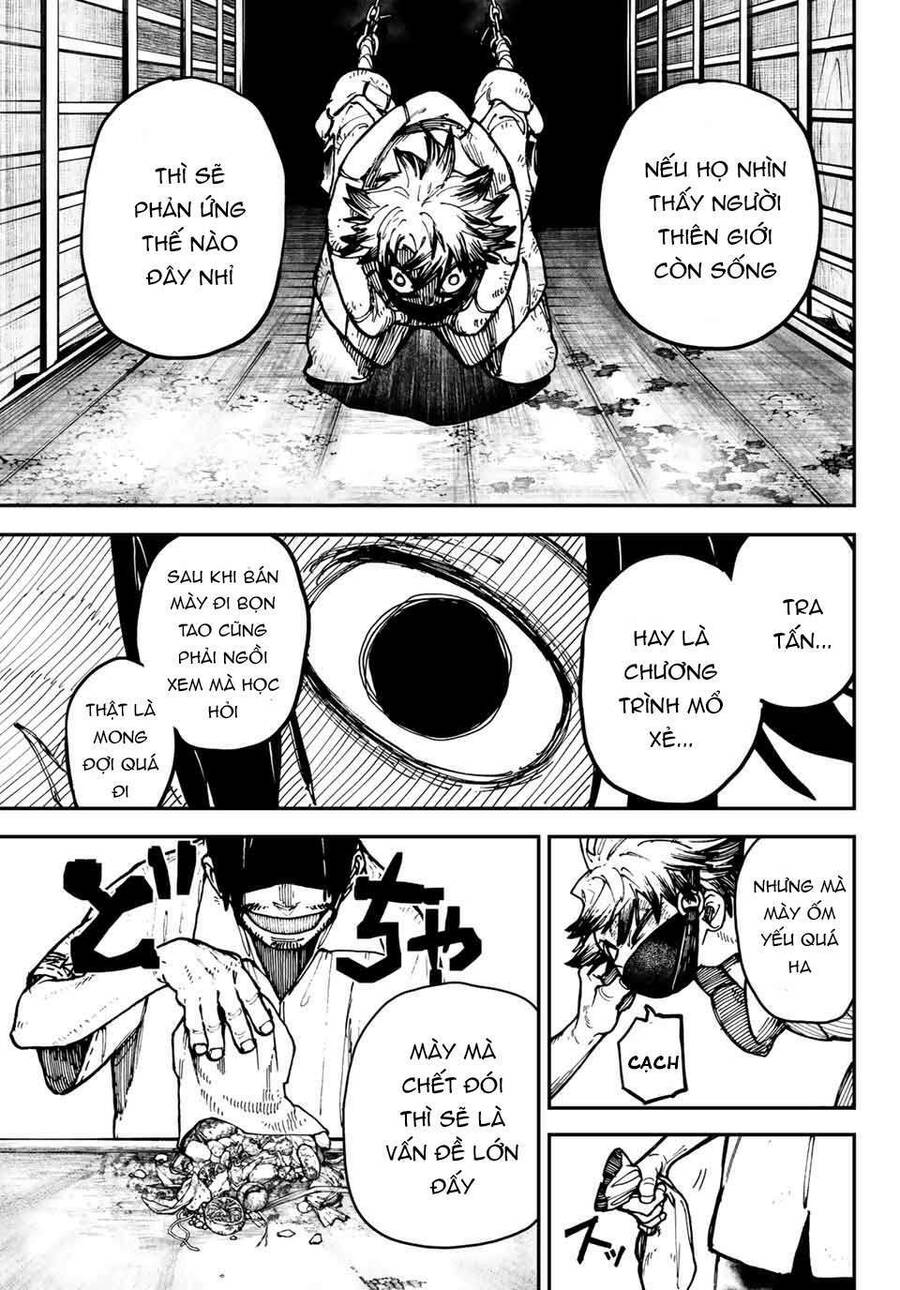 NẾU HỌ NHÌN
THẤY NGƯỜI
THIÊN GIỚI
CÒN SỐNG
THÌ SẼ
PHẢN ỨNG
THẾ NÀO
ĐÂY NHỈ
TRA
TẤN...
HAY LÀ
CHƯƠNG
TRÌNH MỔ
XẺ...
SAU KHI BÁN
MÀY ĐI BỌN
TAO CŨNG
PHẢI NGỒI
XEM MÀ HỌC
HỎI
THẬT LÀ
MONG
ĐỢI QUÁ
ĐI
NHƯNG MÀ
MÀY ỐM
YẾU QUÁ
HA
CẠCH
ズッ
どちゃ
MÀY MÀ
CHẾT ĐÓI
THÌ SẼ LÀ
VẤN ĐỀ LỚN
ĐẤY